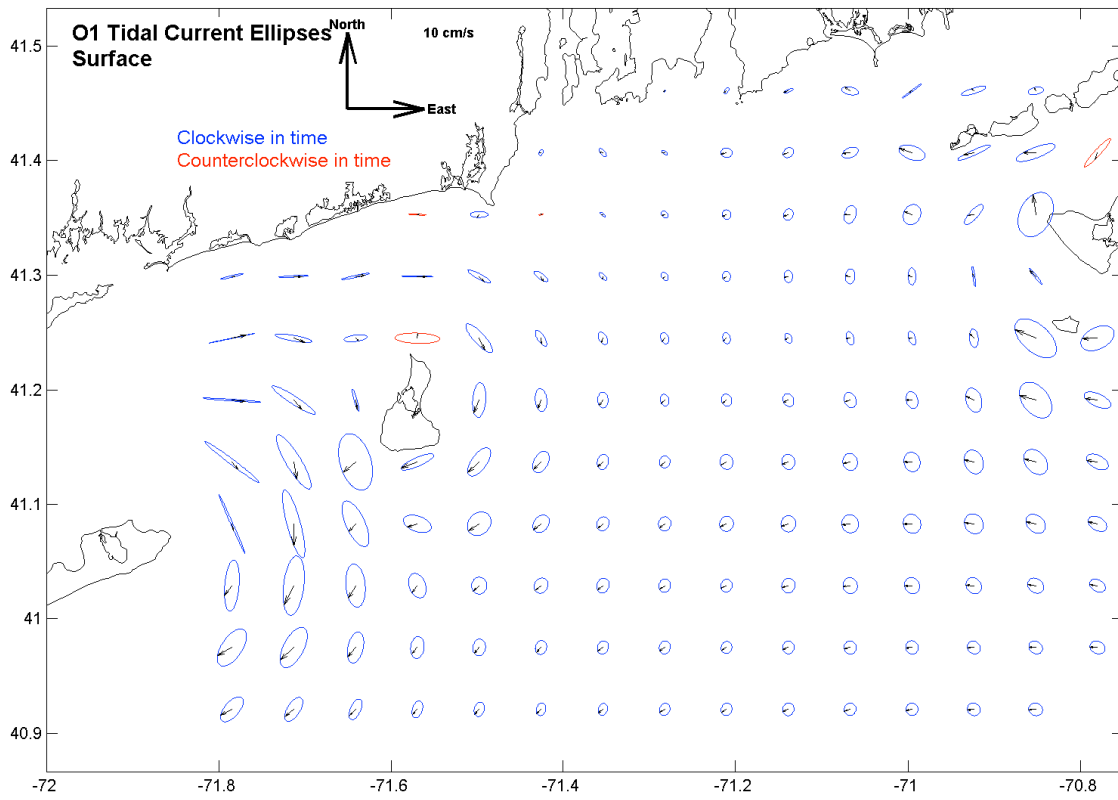 O1 Tidal Current Ellipses
Surface
North
10 cm/s
East
Clockwise in time
Counterclockwise in time
41.5
41.4
41.3
41.2
41.1
41
40.9
-72
-71.8
-71.6
-71.4
-71.2
-71
-70.8